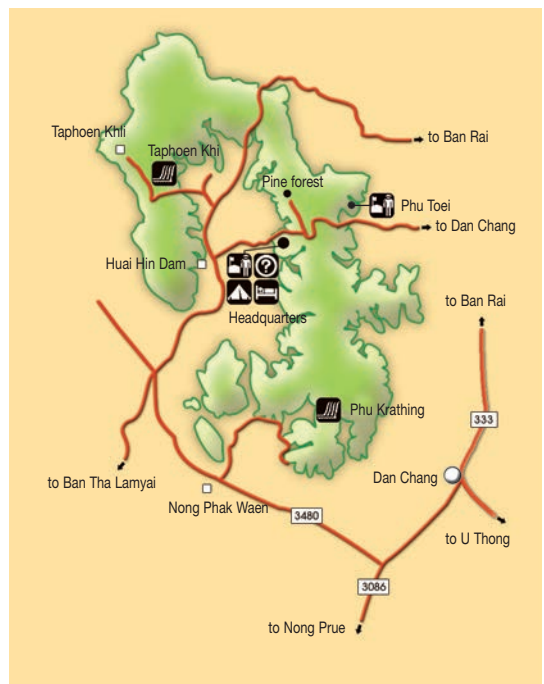 to Ban Rai
Taphoen Khli
Taphoen Khi
Pine forest
Phu Toei
to Dan Chang
Huai Hin Dam
?
Headquarters
to Ban Rai
Phu Krathing
333
Dan Chang
to Ban Tha Lamyai
Nong Phak Waen
3480
to U Thong
3086
to Nong Prue